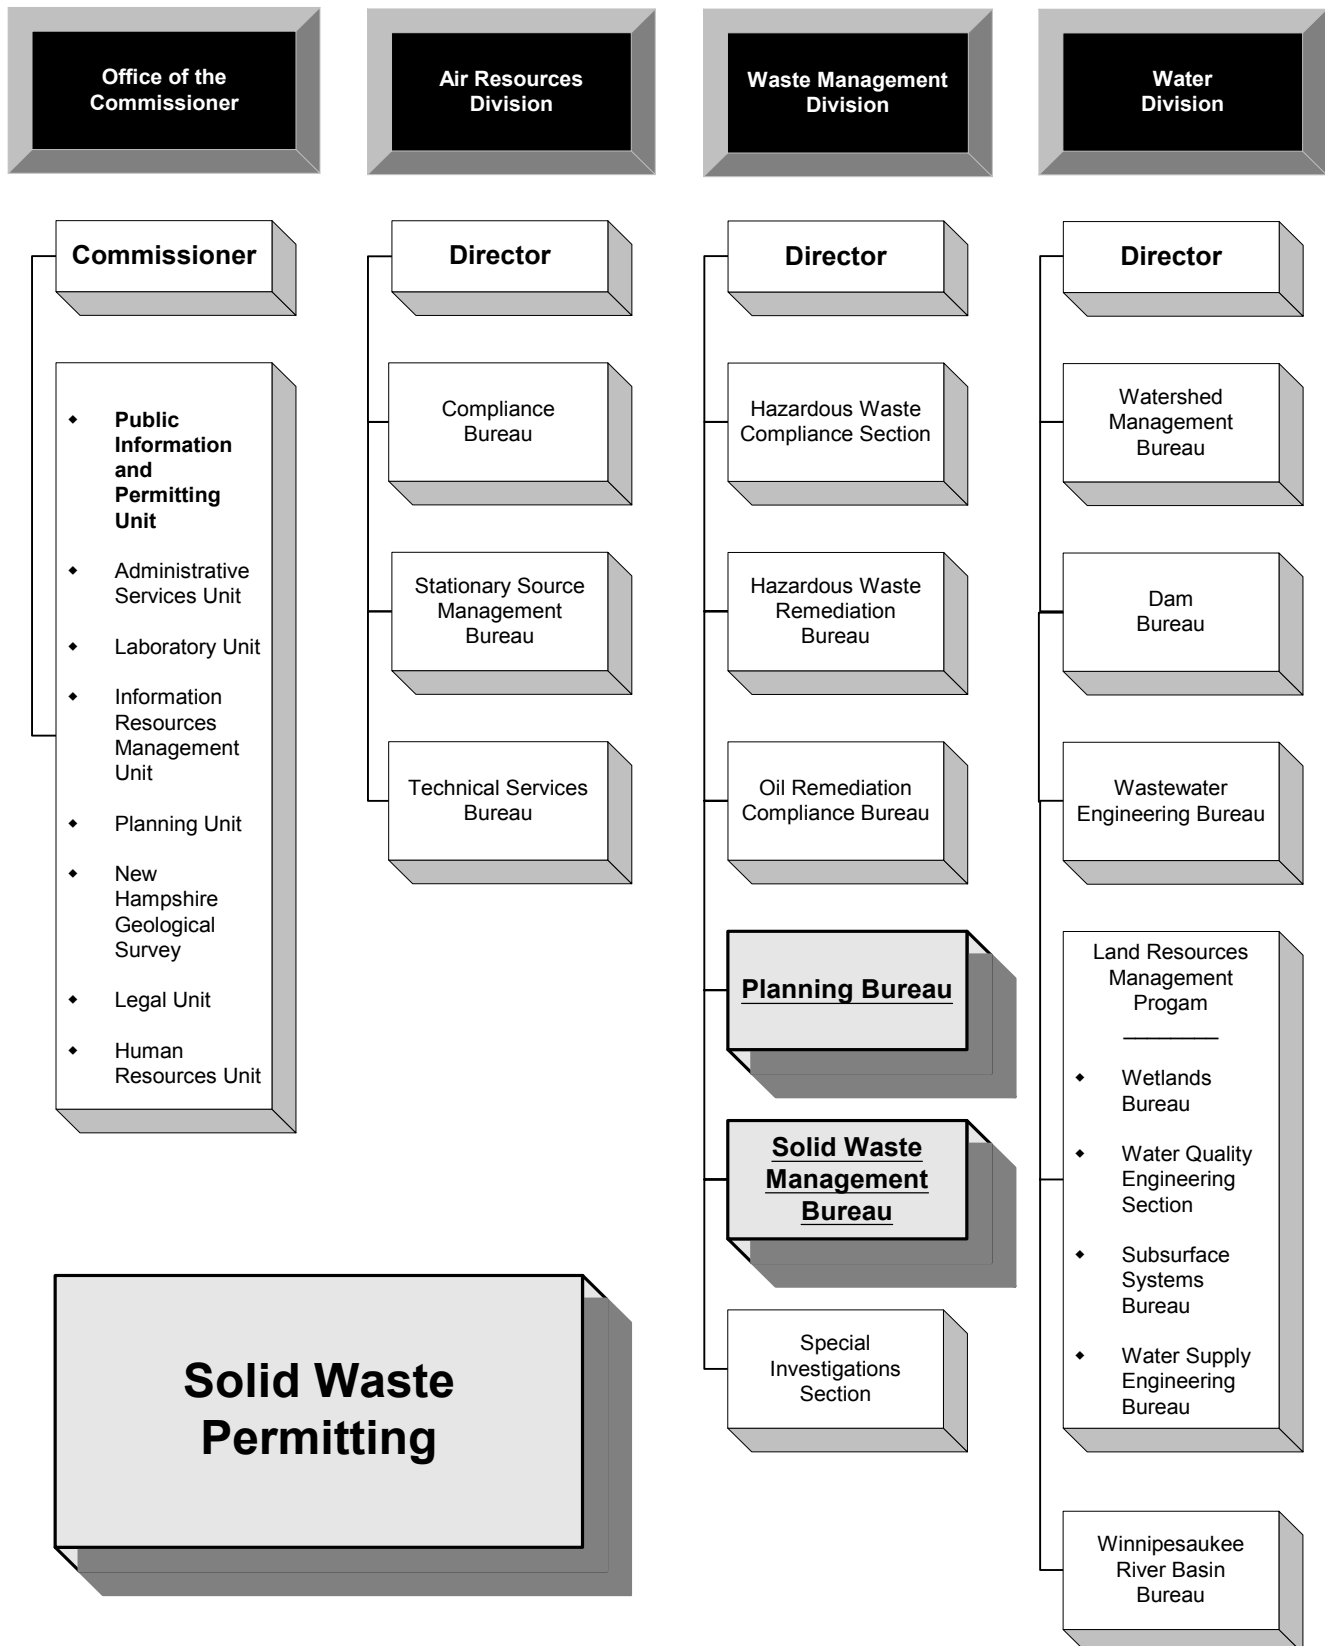 Office of the
Commissioner
Air Resources
Division
Waste Management
Division
Water
Division
Commissioner
◆ Public
Information
and
Permitting
Unit
◆ Administrative
Services Unit
◆ Laboratory Unit
◆ Information
Resources
Management
Unit
◆ Planning Unit
◆ New
Hampshire
Geological
Survey
◆ Legal Unit
◆ Human
Resources Unit
Director
Compliance
Bureau
Stationary Source
Management
Bureau
Technical Services
Bureau
Director
Hazardous Waste
Compliance Section
Hazardous Waste
Remediation
Bureau
Oil Remediation
Compliance Bureau
Planning Bureau
Solid Waste
Management
Bureau
Special
Investigations
Section
Director
Watershed
Management
Bureau
Dam
Bureau
Wastewater
Engineering Bureau
Land Resources
Management
Progam
◆ Wetlands
Bureau
◆ Water Quality
Engineering
Section
◆ Subsurface
Systems
Bureau
◆ Water Supply
Engineering
Bureau
Winnipesaukee
River Basin
Bureau
Solid Waste
Permitting